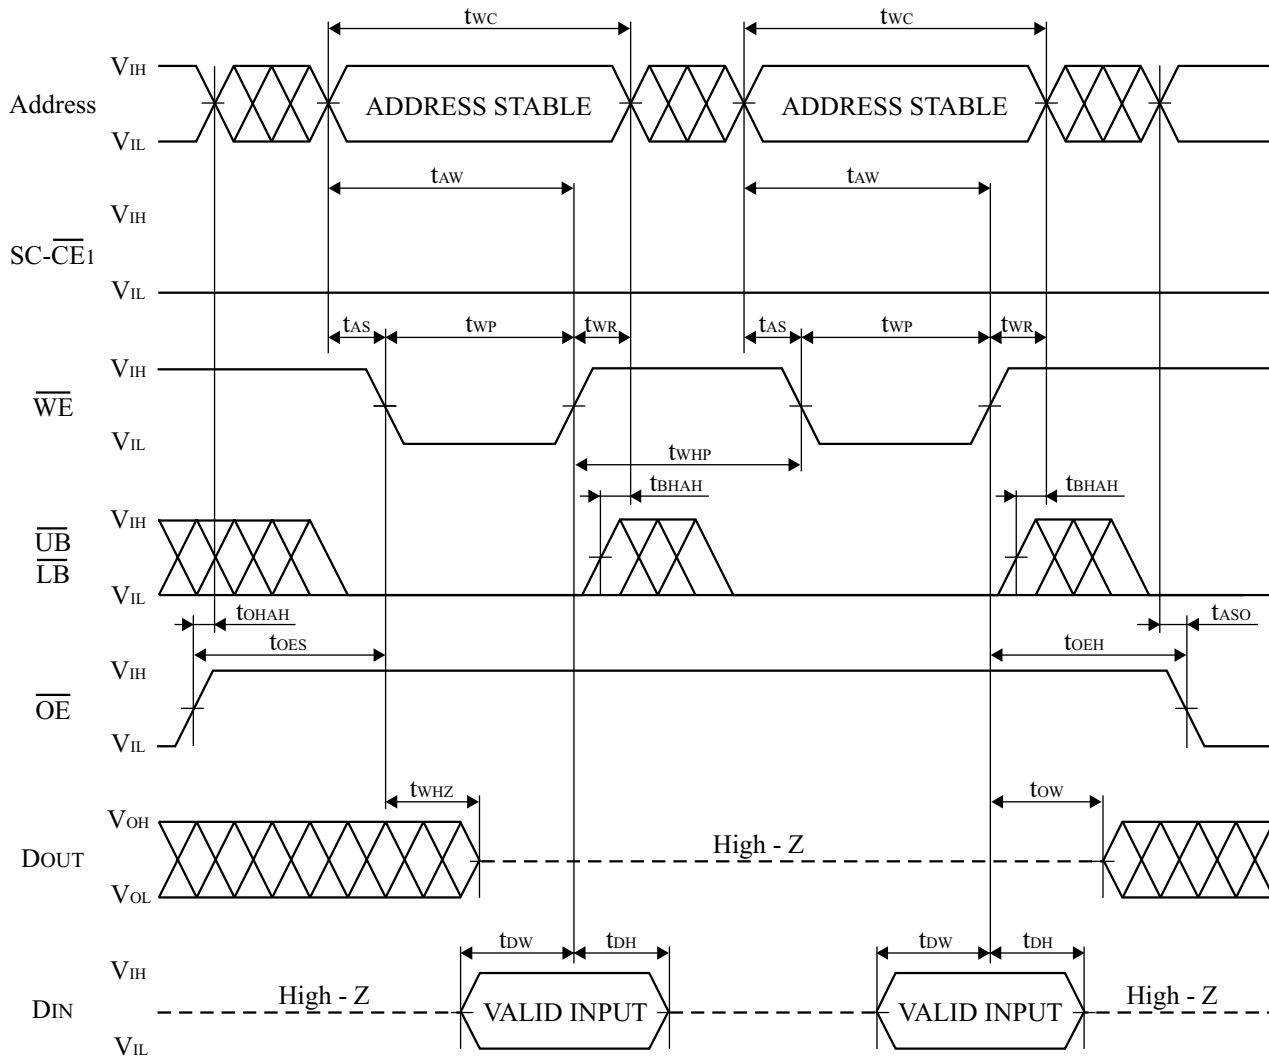 tWC tWC
VIH
Address ADDRESS STABLE ADDRESS STABLE
VIL
tAW tAW
VIH
SC-CE1
VIL
tAS tWP tWR tAS tWP tWR
VIH
WE
VIL
tWHP
tBHAH tBHAH
VIH
UB
LB
VIL
tOHAH tASO
tOES tOEH
VIH
OE
VIL
tWHZ tOW
VOH
DOUT High - Z
VOL
tDW tDH tDW tDH
VIH
High - Z High - Z
DIN VALID INPUT VALID INPUT
VIL